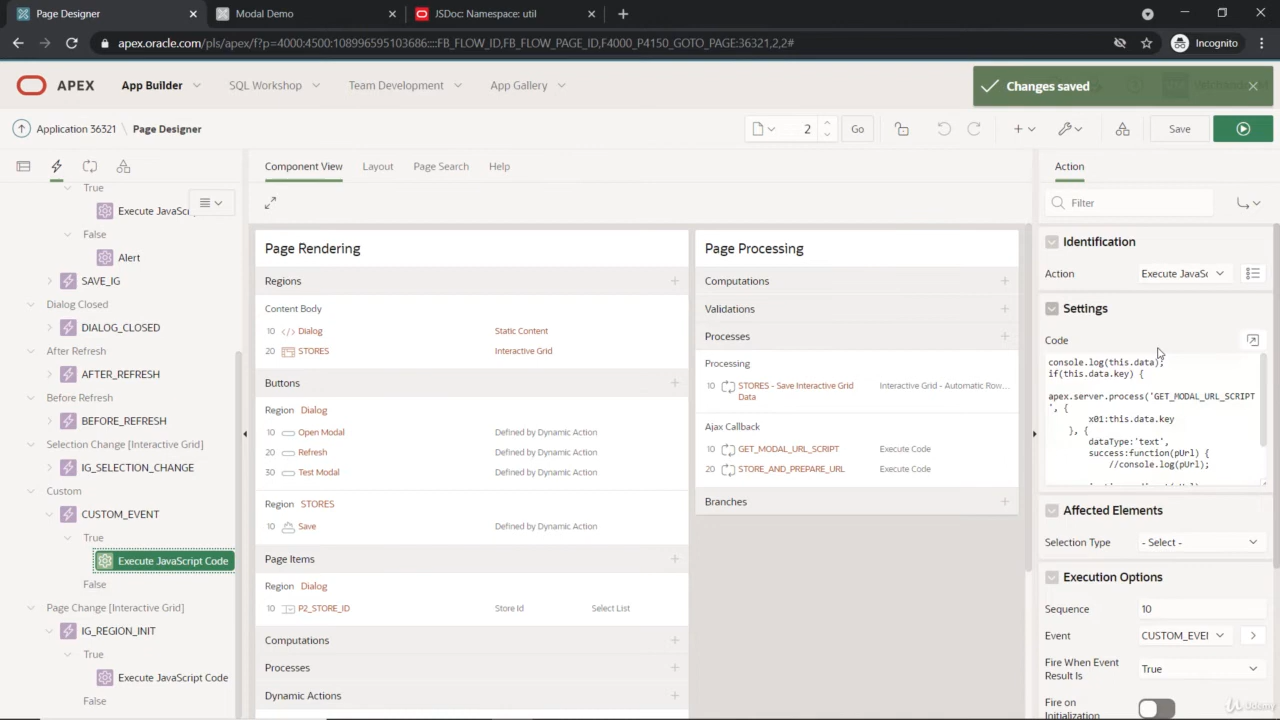 Page Designer
Modal Demo
JSDoc: Namespace: util
apex.oracle.com/pls/apex/f?p=4000:4500:108996595103686::::FB_FLOW_ID,FB_FLOW_PAGE_ID,F4000_P4150_GOTO_PAGE:36321,2,2#
Incognito
APEX
App Builder
SQL Workshop
Team Development
App Gallery
Changes saved
Application 36321 \ Page Designer
2
Go
Save
Component View
Layout
Page Search
Help
Action
Filter
True
Execute JavaSc
False
Alert
SAVE_IG
Dialog Closed
DIALOG_CLOSED
After Refresh
AFTER_REFRESH
Before Refresh
BEFORE_REFRESH
Selection Change [Interactive Grid]
IG_SELECTION_CHANGE
Custom
CUSTOM_EVENT
True
Execute JavaScript Code
False
Page Change [Interactive Grid]
IG_REGION_INIT
True
Execute JavaScript Code
False
Page Rendering
Regions
Content Body
10 Dialog Static Content
20 STORES Interactive Grid
Buttons
Region Dialog
10 Open Modal Defined by Dynamic Action
20 Refresh Defined by Dynamic Action
30 Test Modal Defined by Dynamic Action
Region STORES
10 Save Defined by Dynamic Action
Page Items
Region Dialog
10 P2_STORE_ID Store Id Select List
Computations
Processes
Dynamic Actions
Page Processing
Computations
Validations
Processes
Processing
10 STORES - Save Interactive Grid Interactive Grid - Automatic Row...
Data
Ajax Callback
10 GET_MODAL_URL_SCRIPT Execute Code
20 STORE_AND_PREPARE_URL Execute Code
Branches
Identification
Action Execute JavaSc
Settings
Code
console.log(this.data);
if(this.data.key) {
apex.server.process('GET_MODAL_URL_SCRIPT
', {
x01:this.data.key
}, {
dataType:'text',
success:function(pUrl) {
//console.log(pUrl);
Affected Elements
Selection Type - Select -
Execution Options
Sequence 10
Event CUSTOM_EVEI
Fire When Event
Result Is
True
Fire on
Initialization
Udemy